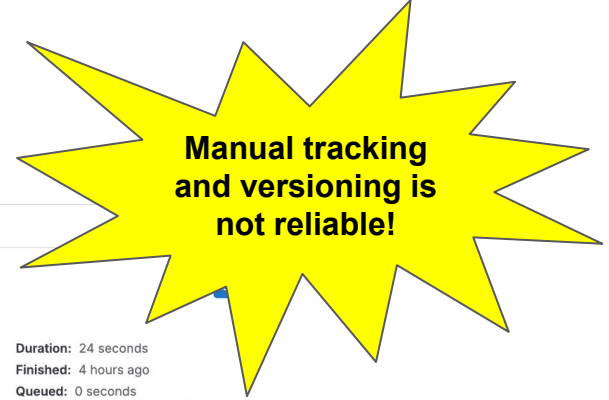 Manual tracking
and versioning is
not reliable!
Duration: 24 seconds
Finished: 4 hours ago
Queued: 0 seconds